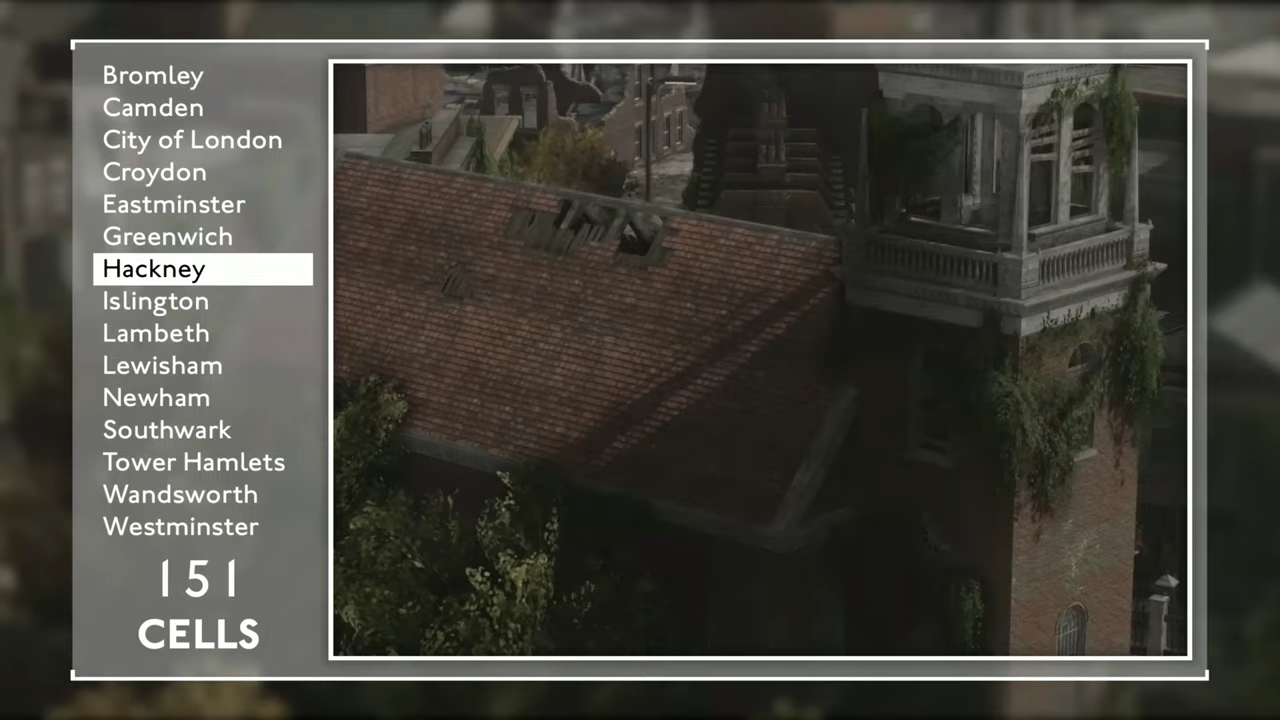 Bromley
Camden
City of London
Croydon
Eastminster
Greenwich
Hackney
Islington
Lambeth
Lewisham
Newham
Southwark
Tower Hamlets
Wandsworth
Westminster
151
CELLS